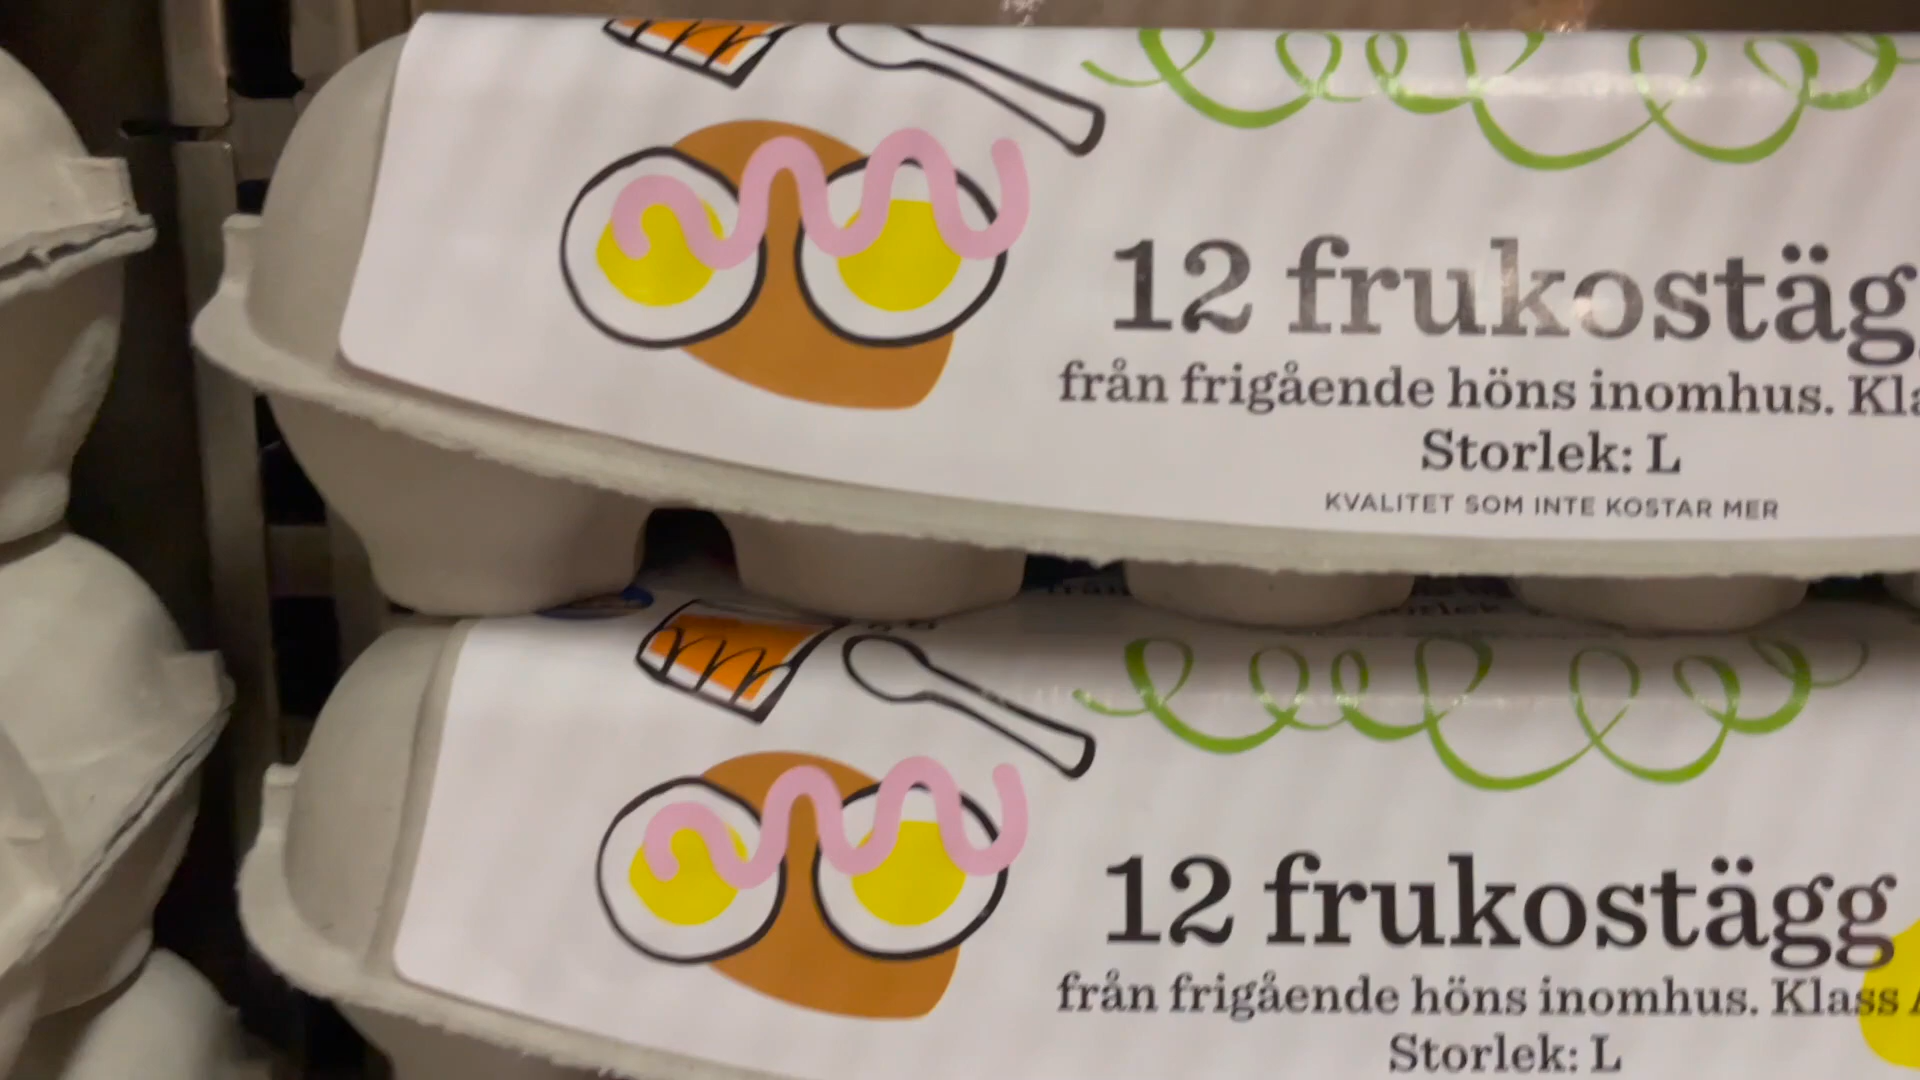 12 frukostäg
från frigående höns inomhus. Kla
Storlek: L
KVALITET SOM INTE KOSTAR MER
12 frukostägg
från frigående höns inomhus. Klass A
Storlek: L